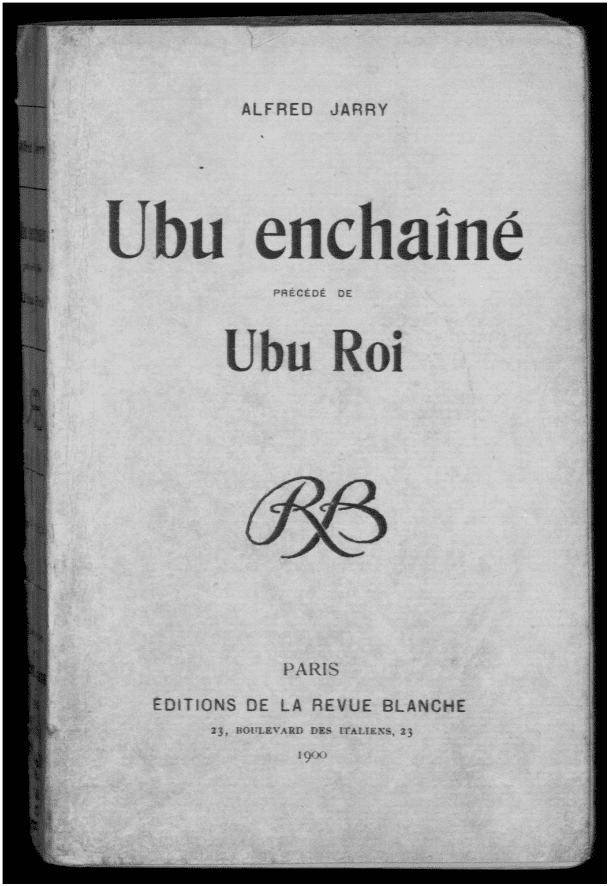 ALFRED JARRY
Ubu enchaîné
PRÉCÉDÉ DE
Ubu Roi
RB
PARIS
ÉDITIONS DE LA REVUE BLANCHE
23, BOULEVARD DES ITALIENS, 23
1900